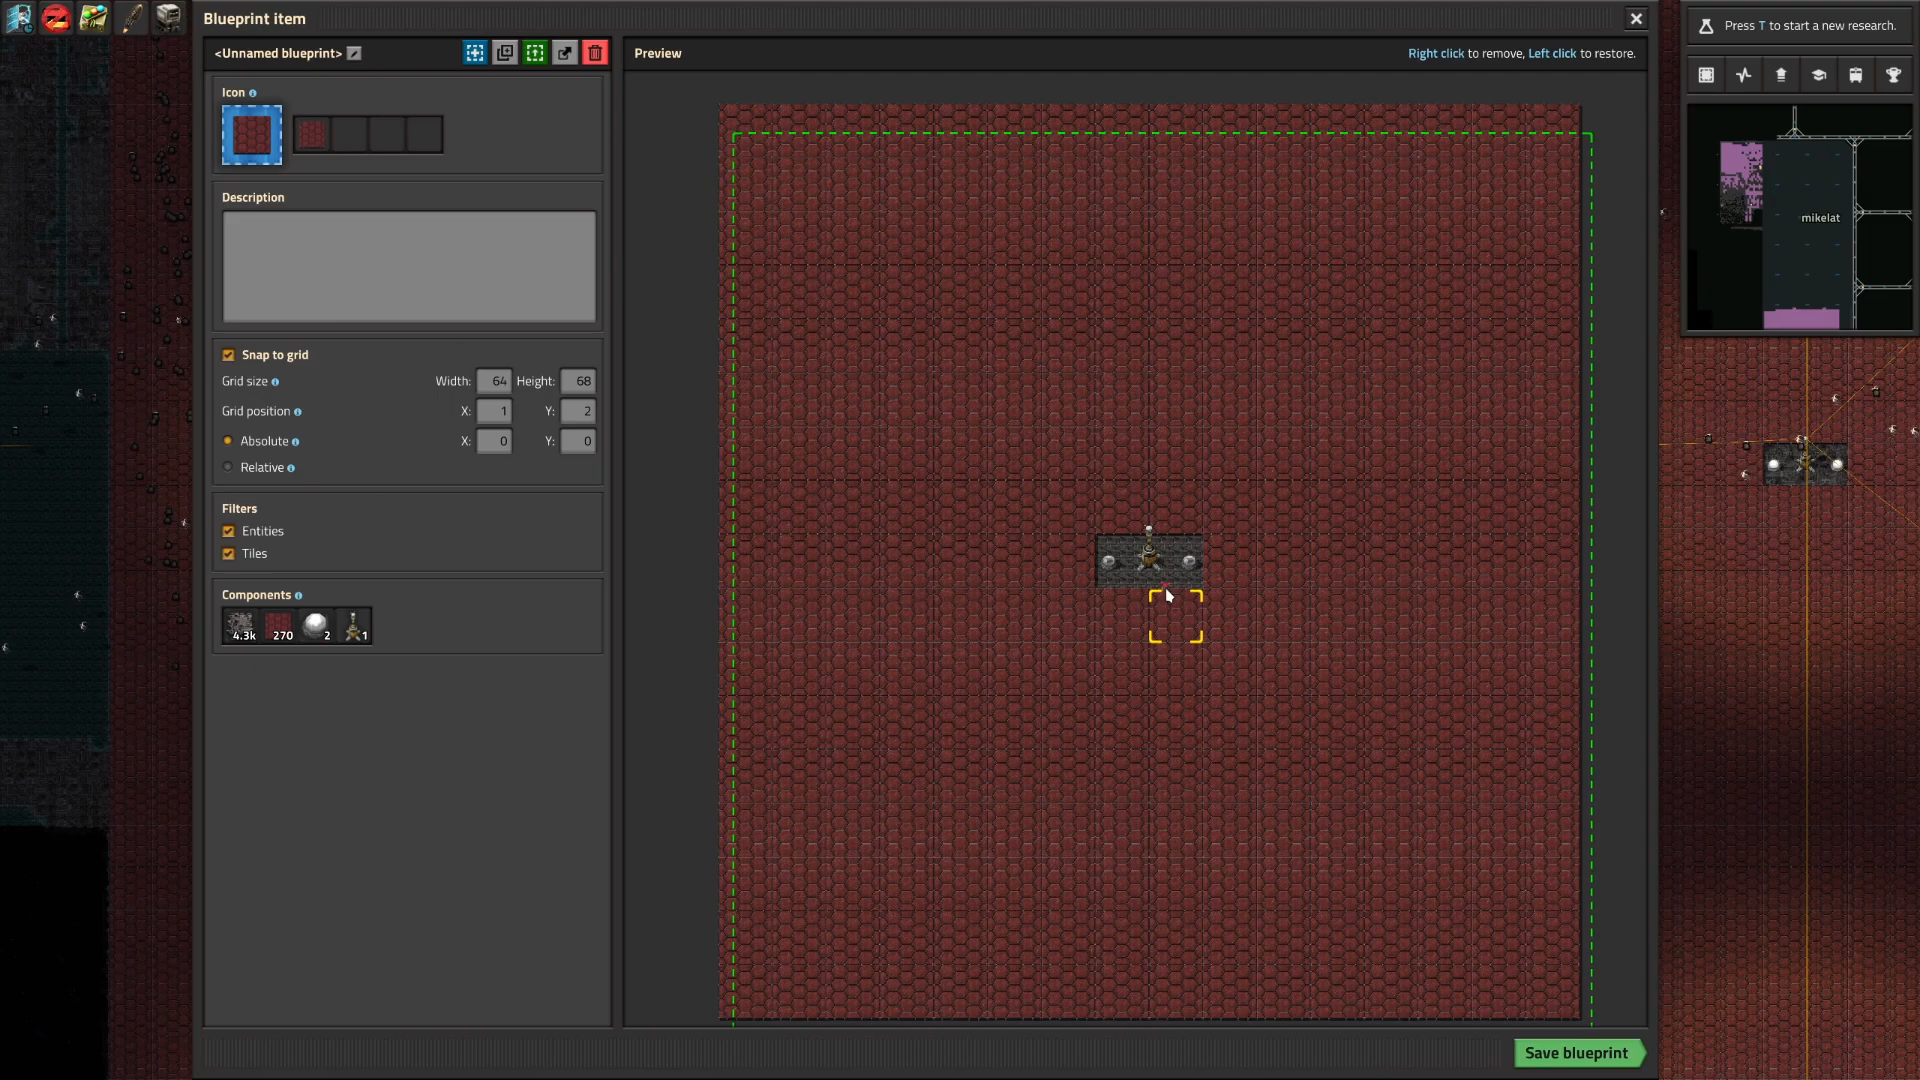 Blueprint item
<Unnamed blueprint>
Preview
Right click to remove, Left click to restore.
Press T to start a new research.
Icon
Description
mikelat
Snap to grid
Grid size Width: 64 Height: 68
Grid position X: 1 Y: 2
Absolute X: 0 Y: 0
Relative
Filters
Entities
Tiles
Components
4.3k 270 2 1
Save blueprint